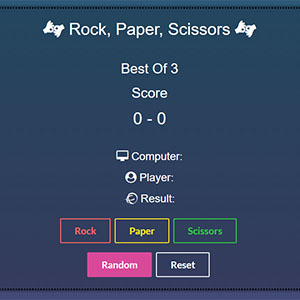 Rock, Paper, Scissors
Best Of 3
Score
0 - 0
Computer:
Player:
Result:
Rock Paper Scissors
Random Reset